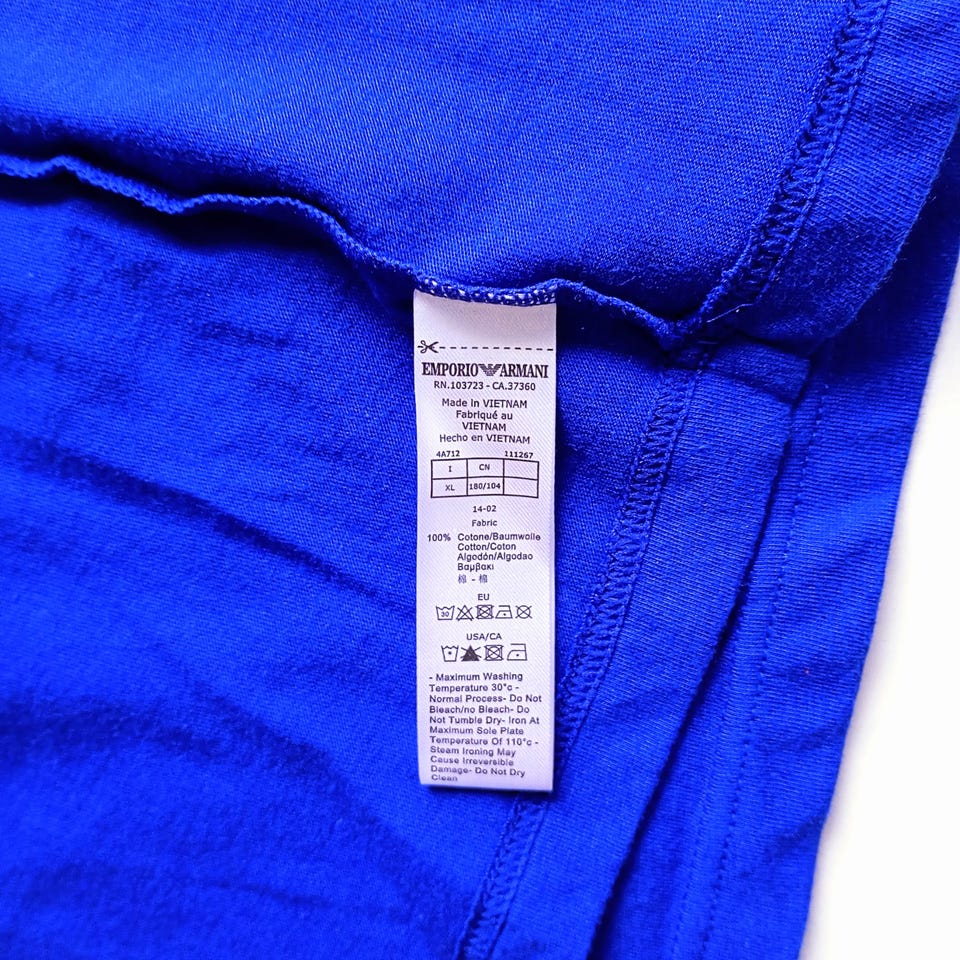 EMPORIO ARMANI
RN.103723 - CA.37360
Made in VIETNAM
Fabriqué au
VIETNAM
Hecho en VIETNAM
4A712 111267
I CN
XL 180/104
14-02
Fabric
100% Cotone/Baumwolle
Cotton/Coton
Algodón/Algodao
Βαμβακι
棉 - 棉
EU
30
USA/CA
- Maximum Washing
Temperature 30°c -
Normal Process- Do Not
Bleach/no Bleach- Do
Not Tumble Dry- Iron At
Maximum Sole Plate
Temperature Of 110°c -
Steam Ironing May
Cause Irreversible
Damage- Do Not Dry
Clean